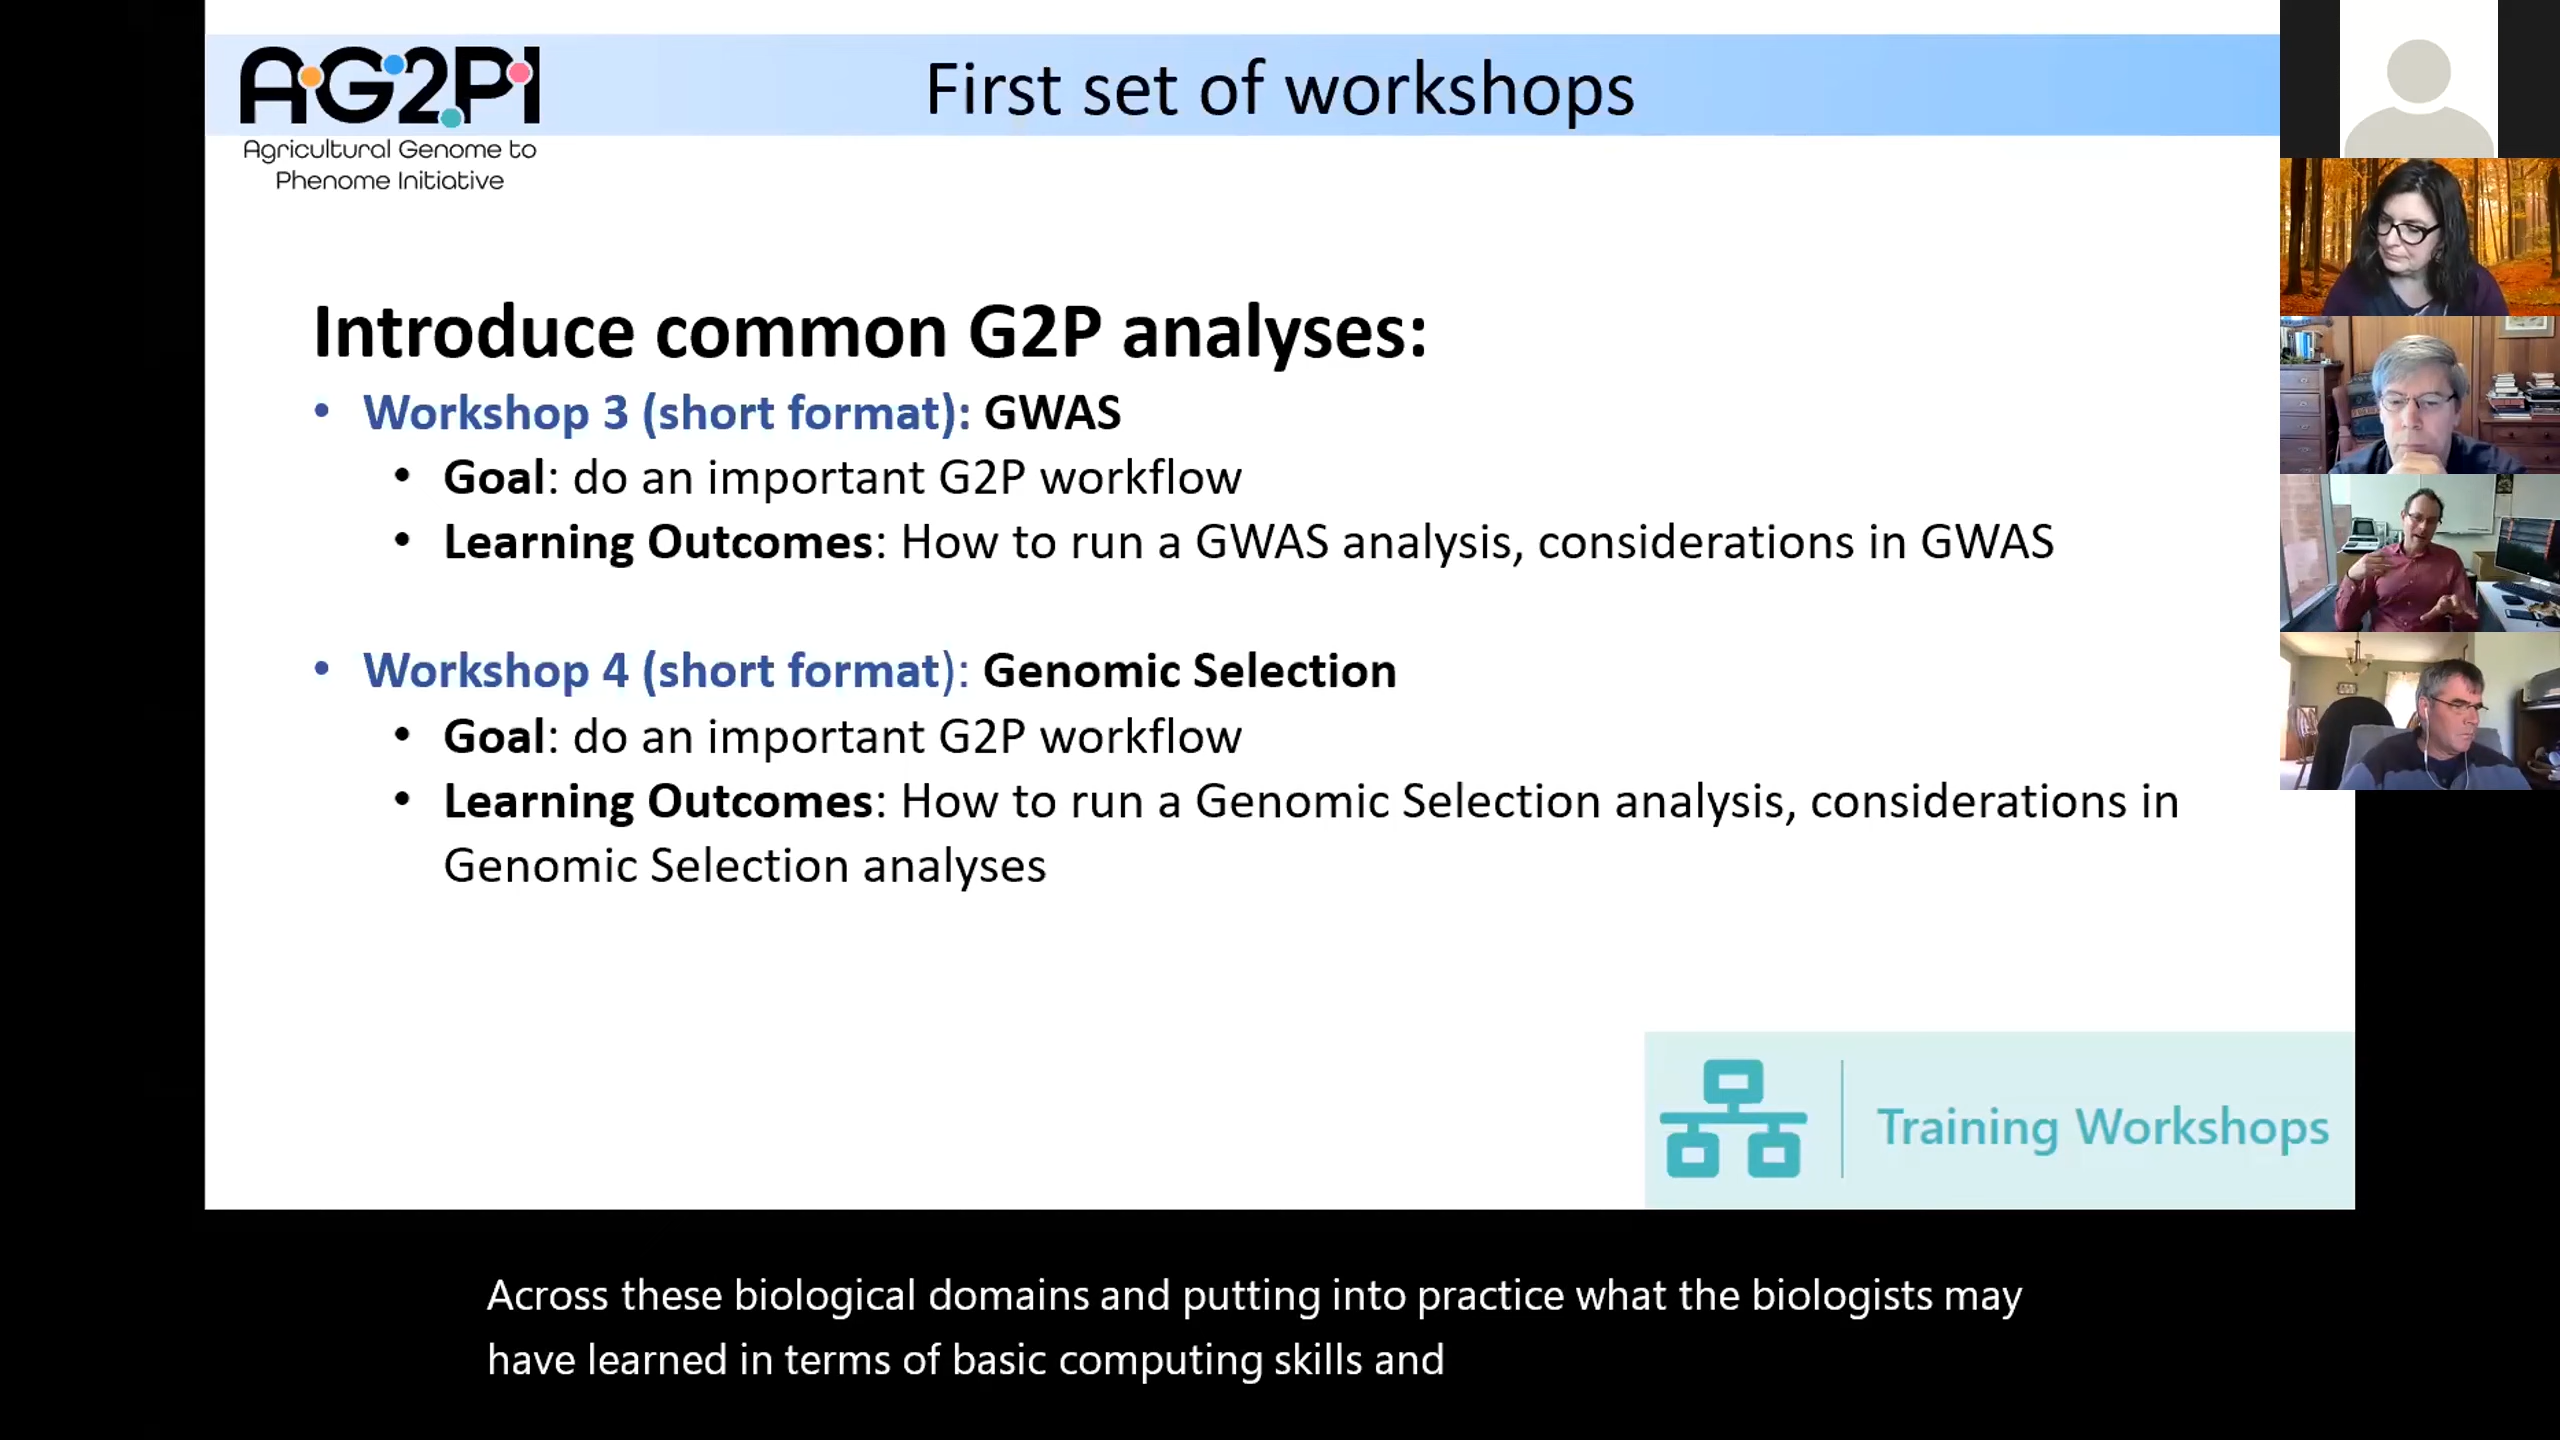 AG2PI
Agricultural Genome to
Phenome Initiative
First set of workshops
Introduce common G2P analyses:
• Workshop 3 (short format): GWAS
• Goal: do an important G2P workflow
• Learning Outcomes: How to run a GWAS analysis, considerations in GWAS
• Workshop 4 (short format): Genomic Selection
• Goal: do an important G2P workflow
• Learning Outcomes: How to run a Genomic Selection analysis, considerations in
Genomic Selection analyses
Training Workshops
Across these biological domains and putting into practice what the biologists may
have learned in terms of basic computing skills and